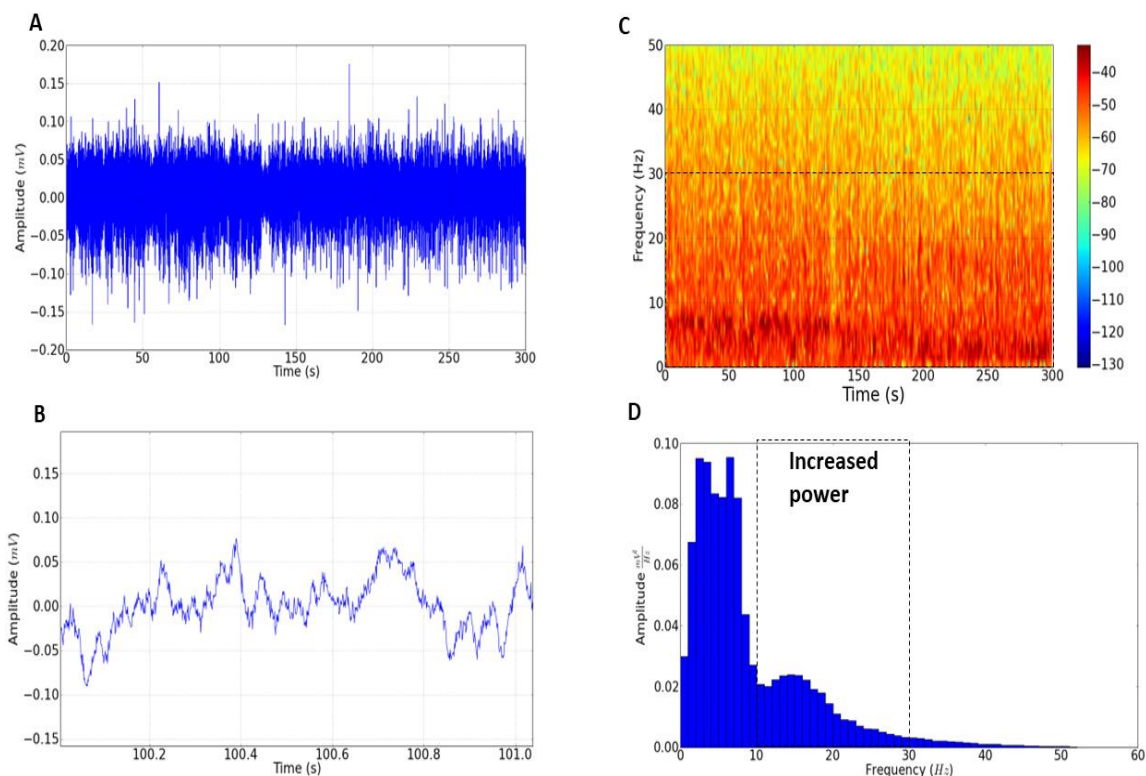 A
0.20
0.15
0.10
0.05
0.00
−0.05
−0.10
−0.15
−0.20
Amplitude (mV)
0 50 100 150 200 250 300
Time (s)
B
0.15
0.10
0.05
0.00
−0.05
−0.10
−0.15
Amplitude (mV)
100.2 100.4 100.6 100.8 101.0
Time (s)
C
50
40
30
20
10
0
Frequency (Hz)
0 50 100 150 200 250 300
Time (s)
−40
−50
−60
−70
−80
−90
−100
−110
−120
−130
D
0.10
0.08
0.06
0.04
0.02
0.00
Amplitude mV²/Hz
Increased
power
0 10 20 30 40 50 60
Frequency (Hz)